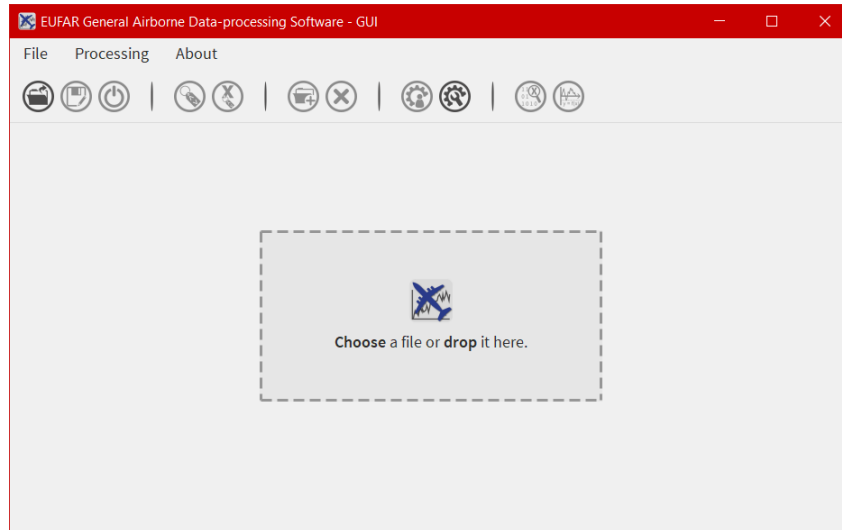 EUFAR General Airborne Data-processing Software - GUI
File Processing About
Choose a file or drop it here.